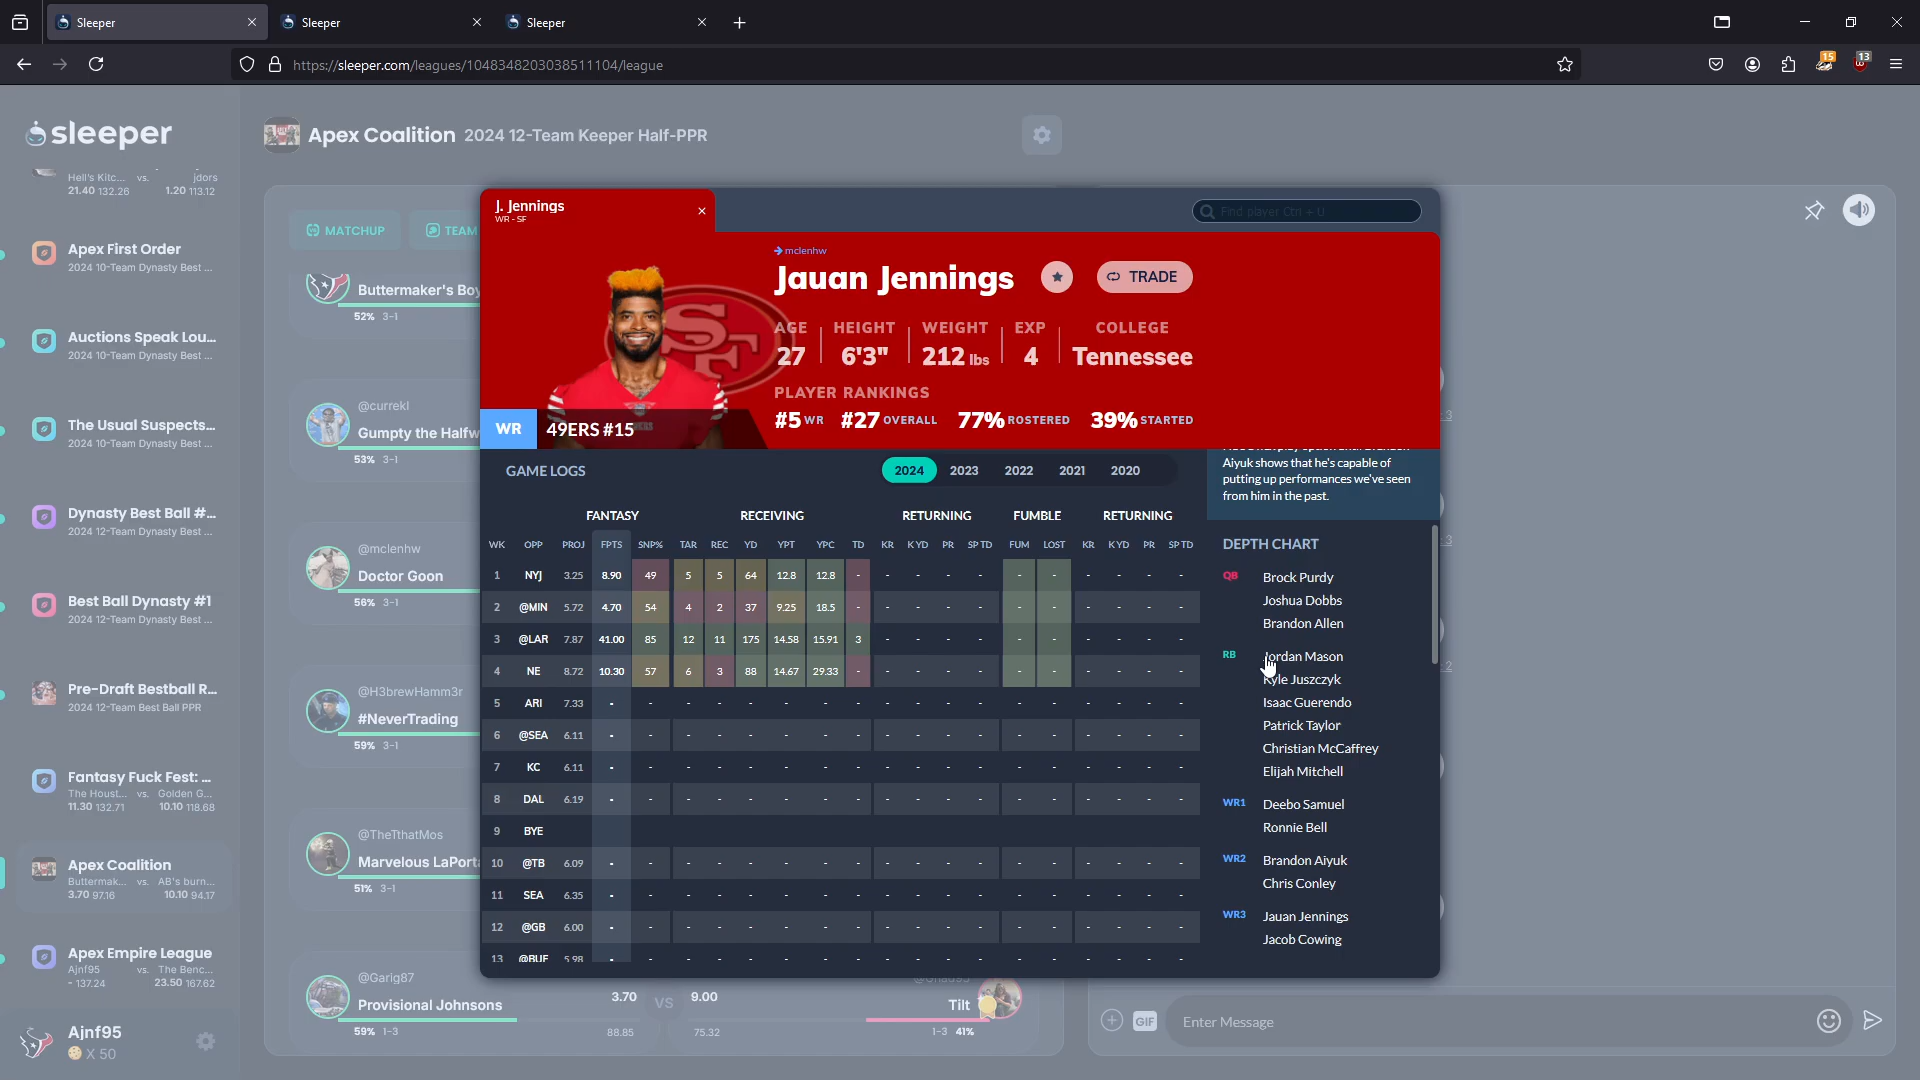 Sleeper
Sleeper
Sleeper
https://sleeper.com/leagues/1048348203038511104/league
15
13
sleeper
Hell's Kitc... vs. jdors
21.40 132.26 1.20 113.12
Apex First Order
2024 10-Team Dynasty Best ...
Auctions Speak Lou...
2024 10-Team Dynasty Best ...
The Usual Suspects...
2024 10-Team Dynasty Best ...
Dynasty Best Ball #...
2024 12-Team Dynasty Best ...
Best Ball Dynasty #1
2024 12-Team Dynasty Best ...
Pre-Draft Bestball R...
2024 12-Team Best Ball PPR
Fantasy Fuck Fest: ...
The Houst... vs. Golden G...
11.30 132.71 10.10 118.68
Apex Coalition
Buttermak... vs. AB's burn...
3.70 97.16 10.10 94.17
Apex Empire League
Ajnf95 vs. The Benc...
- 137.24 23.50 167.62
Ajnf95
X 50
Apex Coalition 2024 12-Team Keeper Half-PPR
MATCHUP
TEAM
Buttermaker's Boy
52% 3-1
@currekl
Gumpty the Halfw
53% 3-1
@mclenhw
Doctor Goon
56% 3-1
@H3brewHamm3r
#NeverTrading
59% 3-1
@TheTthatMos
Marvelous LaPorta
51% 3-1
@Garig87
Provisional Johnsons 3.70 VS 9.00 Tilt
59% 1-3 88.85 75.32 1-3 41%
J. Jennings
WR - SF
Find player Ctrl + U
mclenhw
Jauan Jennings
TRADE
AGE HEIGHT WEIGHT EXP COLLEGE
27 6'3" 212 lbs 4 Tennessee
PLAYER RANKINGS
#5 WR #27 OVERALL 77% ROSTERED 39% STARTED
WR 49ERS #15
GAME LOGS 2024 2023 2022 2021 2020
FANTASY RECEIVING RETURNING FUMBLE RETURNING
WK OPP PROJ FPTS SNP% TAR REC YD YPT YPC TD KR K YD PR SP TD FUM LOST KR K YD PR SP TD
1 NYJ 3.25 8.90 49 5 5 64 12.8 12.8 - - - - - - - - - - -
2 @MIN 5.72 4.70 54 4 2 37 9.25 18.5 - - - - - - - - - - -
3 @LAR 7.87 41.00 85 12 11 175 14.58 15.91 3 - - - - - - - - - -
4 NE 8.72 10.30 57 6 3 88 14.67 29.33 - - - - - - - - - - -
5 ARI 7.33 - - - - - - - - - - - - - - - - - -
6 @SEA 6.11 - - - - - - - - - - - - - - - - - -
7 KC 6.11 - - - - - - - - - - - - - - - - - -
8 DAL 6.19 - - - - - - - - - - - - - - - - - -
9 BYE
10 @TB 6.09 - - - - - - - - - - - - - - - - - -
11 SEA 6.35 - - - - - - - - - - - - - - - - - -
12 @GB 6.00 - - - - - - - - - - - - - - - - - -
13 @BUF 5.98 - - - - - - - - - - - - - - - - - -
Aiyuk shows that he's capable of
putting up performances we've seen
from him in the past.
DEPTH CHART
QB Brock Purdy
Joshua Dobbs
Brandon Allen
RB Jordan Mason
Kyle Juszczyk
Isaac Guerendo
Patrick Taylor
Christian McCaffrey
Elijah Mitchell
WR1 Deebo Samuel
Ronnie Bell
WR2 Brandon Aiyuk
Chris Conley
WR3 Jauan Jennings
Jacob Cowing
GIF
Enter Message